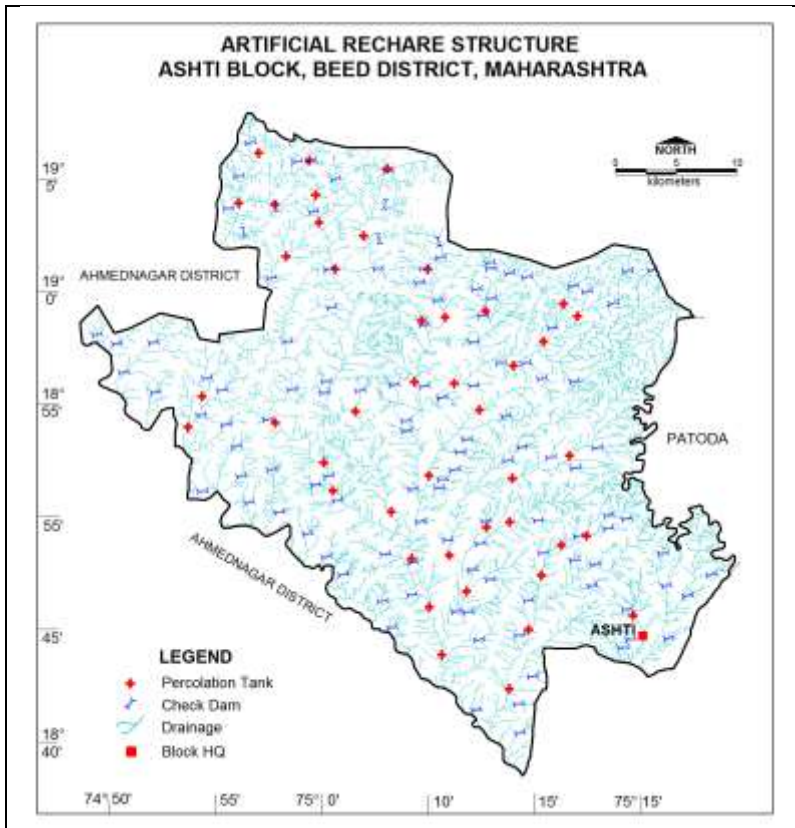 ARTIFICIAL RECHARE STRUCTURE
ASHTI BLOCK, BEED DISTRICT, MAHARASHTRA
NORTH
0 5 10
kilometers
19°
5'
19°
0'
18°
55'
55'
45'
18°
40'
AHMEDNAGAR DISTRICT
PATODA
AHMEDNAGAR DISTRICT
ASHTI
LEGEND
Percolation Tank
Check Dam
Drainage
Block HQ
74° 50' 55' 75° 0' 10' 15' 75° 15'